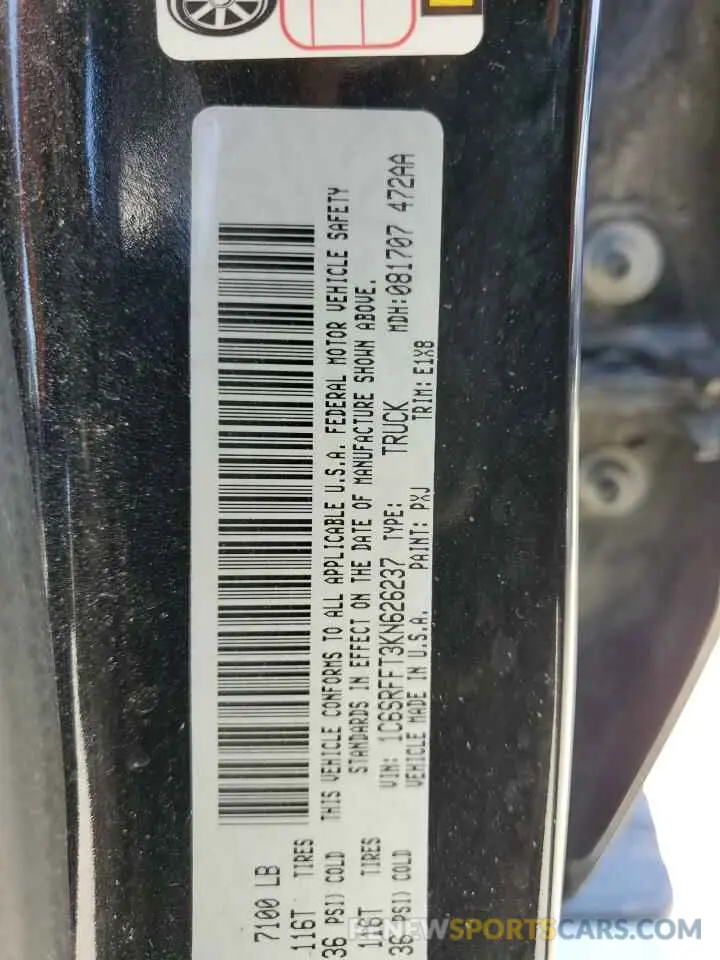 7100 LB
116T TIRES
36 PSI) COLD
116T TIRES
36 PSI) COLD
THIS VEHICLE CONFORMS TO ALL APPLICABLE U.S.A. FEDERAL MOTOR VEHICLE SAFETY
STANDARDS IN EFFECT ON THE DATE OF MANUFACTURE SHOWN ABOVE.
VIN: 1C6SRFFT3KN626237 TYPE: TRUCK MDH:081707 472AA
VEHICLE MADE IN U.S.A. PAINT: PXJ TRIM: E1X8
RENEWSPORTSCARS.COM